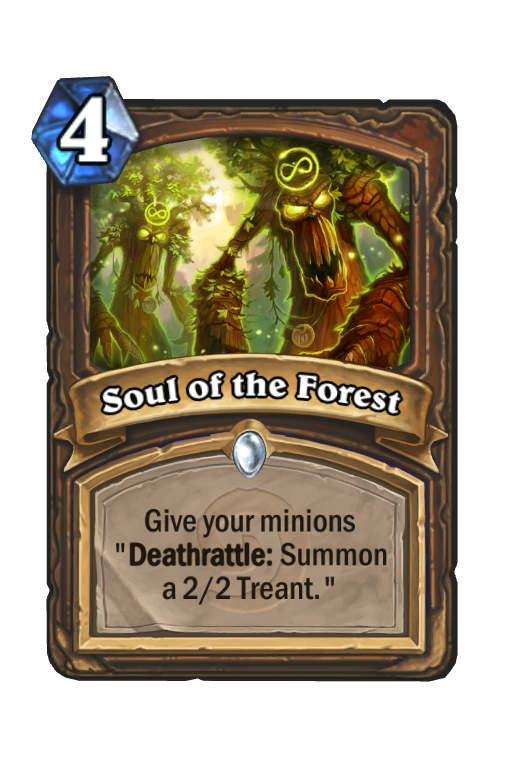 4
Soul of the Forest
Give your minions
"Deathrattle: Summon
a 2/2 Treant. "